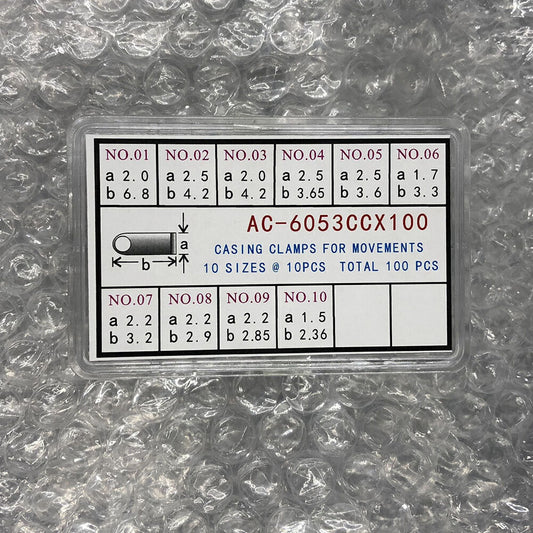 NO.01 NO.02 NO.03 NO.04 NO.05 NO.06
a 2.0 a 2.5 a 2.0 a 2.5 a 2.5 a 1.7
b 6.8 b 4.2 b 4.2 b 3.65 b 3.6 b 3.3
AC-6053CCX100
a
CASING CLAMPS FOR MOVEMENTS
b
10 SIZES @ 10PCS TOTAL 100 PCS
NO.07 NO.08 NO.09 NO.10
a 2.2 a 2.2 a 2.2 a 1.5
b 3.2 b 2.9 b 2.85 b 2.36